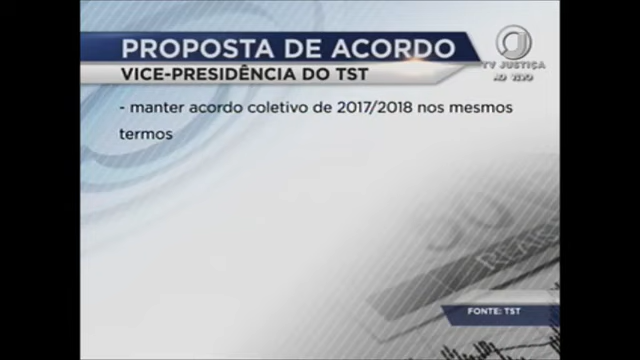 PROPOSTA DE ACORDO
VICE-PRESIDÊNCIA DO TST
TV JUSTIÇA
AO VIVO
- manter acordo coletivo de 2017/2018 nos mesmos
termos
REAIS
FONTE: TST